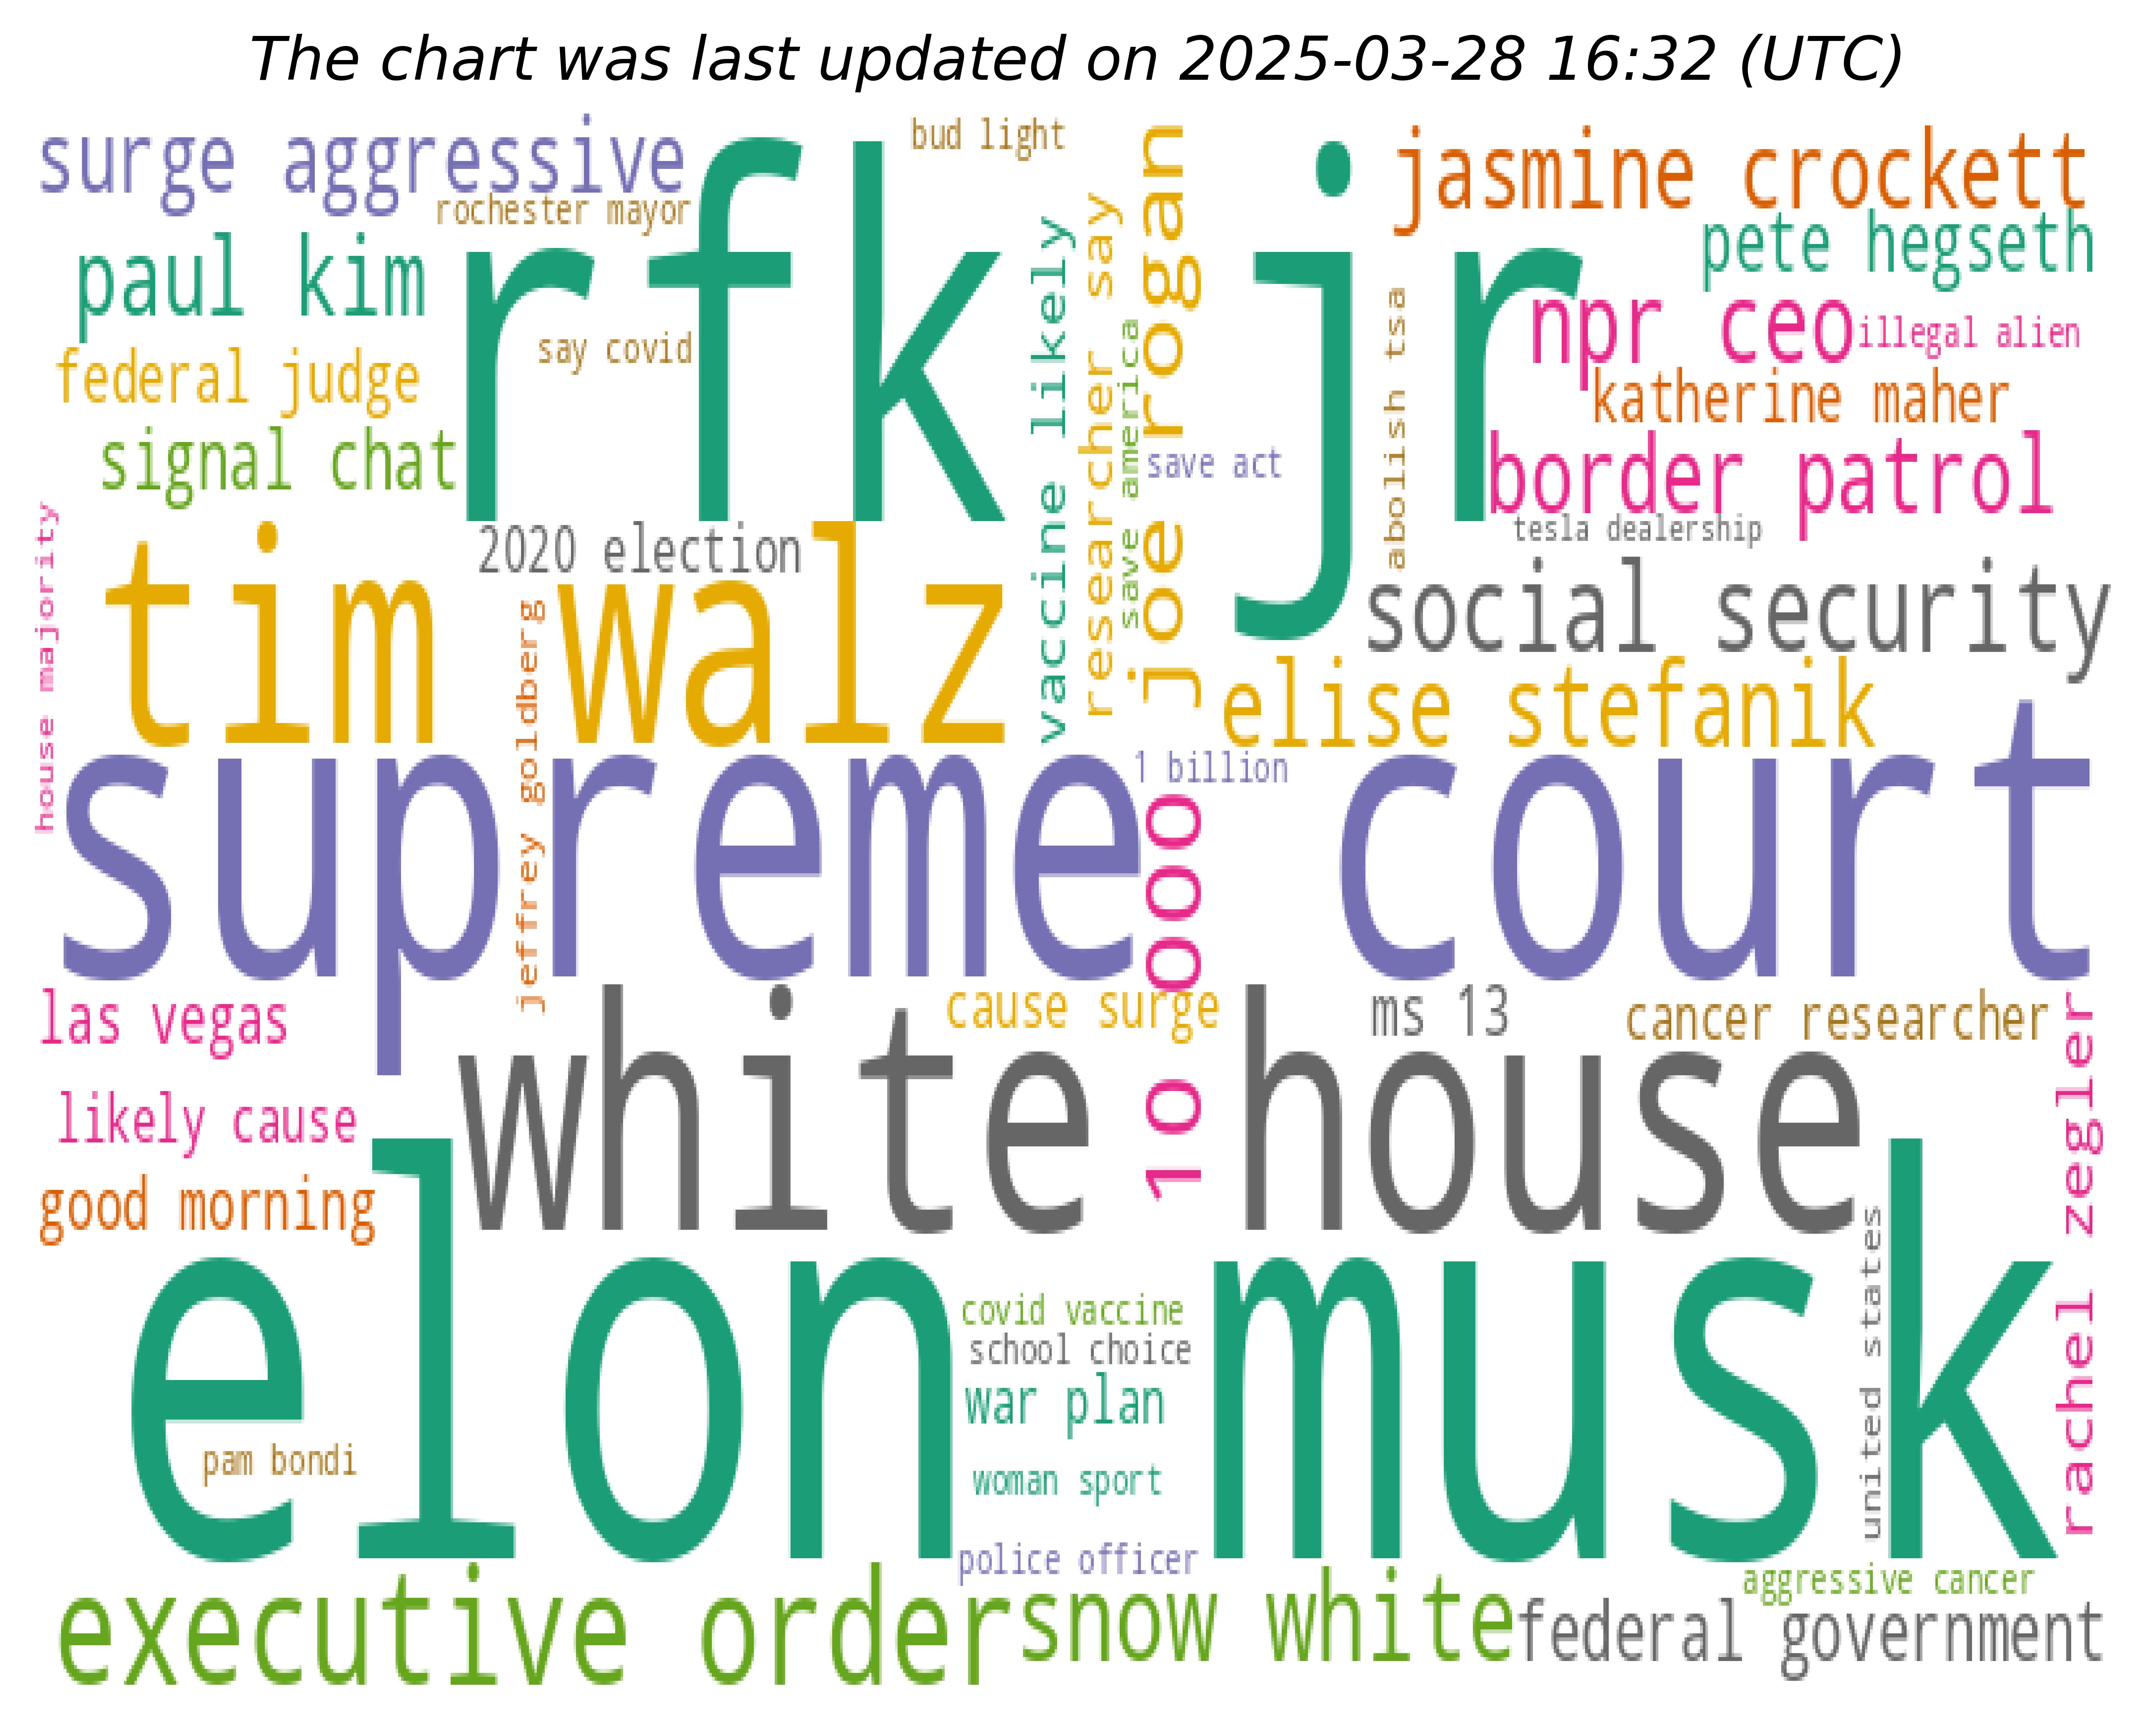 The chart was last updated on 2025-03-28 16:32 (UTC)
surge aggressive
bud light
jasmine crockett
rochester mayor
rfk jr
pete hegseth
paul kim
say covid
npr ceo
illegal alien
federal judge
katherine maher
signal chat
vaccine likely
researcher say
save america
joe rogan
save act
abolish tsa
border patrol
tesla dealership
house majority
2020 election
tim walz
jeffrey goldberg
social security
elise stefanik
supreme court
1 billion
10 000
las vegas
cause surge
ms 13
cancer researcher
white house
likely cause
good morning
rachel zegler
united states
elon musk
covid vaccine
school choice
war plan
pam bondi
woman sport
police officer
aggressive cancer
executive order
snow white
federal government